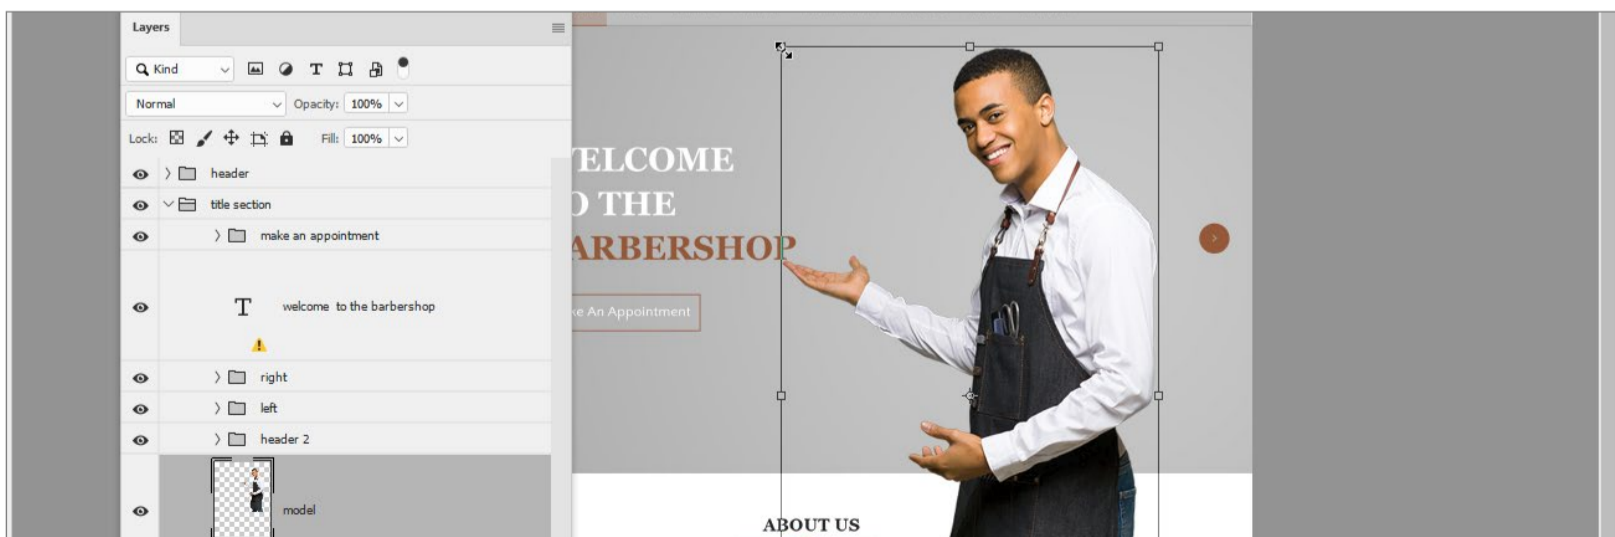 Layers
Kind
Normal
Opacity: 100%
Lock:
Fill: 100%
header
title section
make an appointment
T
welcome to the barbershop
right
left
header 2
model
ELCOME
THE
ARBERSHOP
An Appointment
ABOUT US